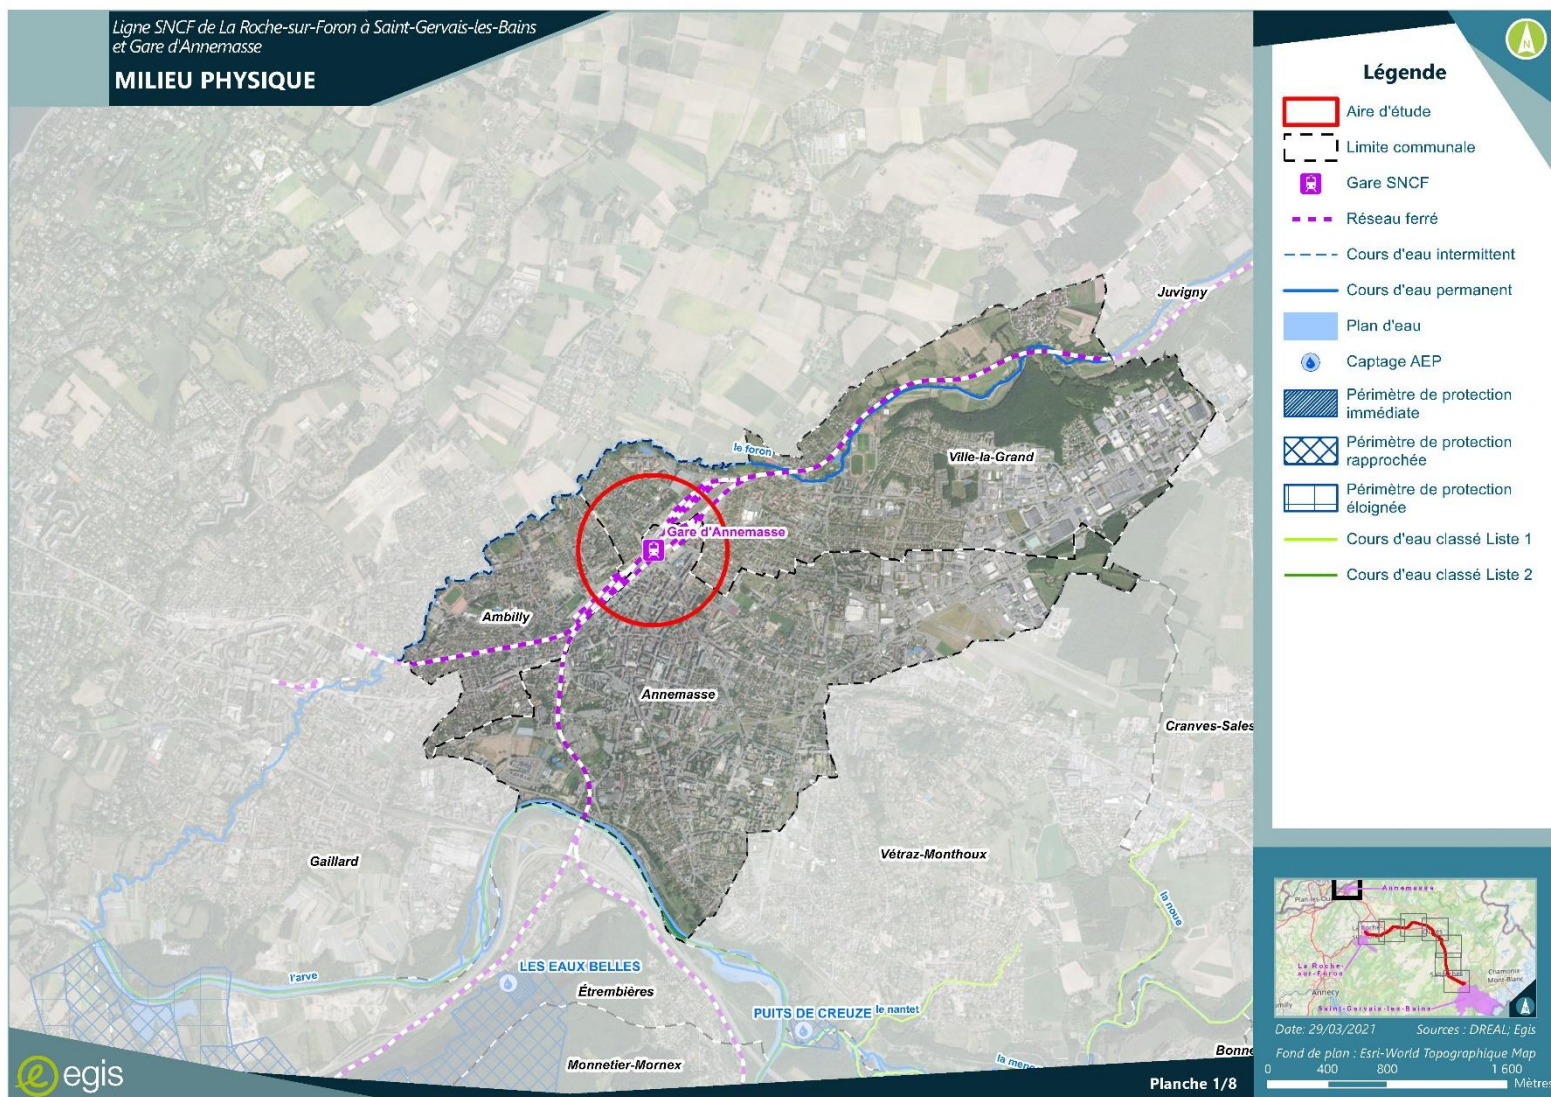 Ligne SNCF de La Roche-sur-Foron à Saint-Gervais-les-Bains
et Gare d'Annemasse
MILIEU PHYSIQUE
N
Légende
Aire d'étude
Limite communale
Gare SNCF
Réseau ferré
Cours d'eau intermittent
Cours d'eau permanent
Plan d'eau
Captage AEP
Périmètre de protection
immédiate
Périmètre de protection
rapprochée
Périmètre de protection
éloignée
Cours d'eau classé Liste 1
Cours d'eau classé Liste 2
Juvigny
le foron
Ville-la-Grand
Gare d'Annemasse
Ambilly
Annemasse
Cranves-Sales
Gaillard
Vétraz-Monthoux
la noue
l'arve
LES EAUX BELLES
Étrembières
PUITS DE CREUZE
le nantet
Monnetier-Mornex
Bonne
egis
Planche 1/8
Annemasse
La Roche-
sur-Foron
Annecy
Chamonix-
Mont-Blanc
Saint-Gervais-les-Bains
Date: 29/03/2021
Sources : DREAL; Egis
Fond de plan : Esri-World Topographique Map
0 400 800 1 600
Mètres